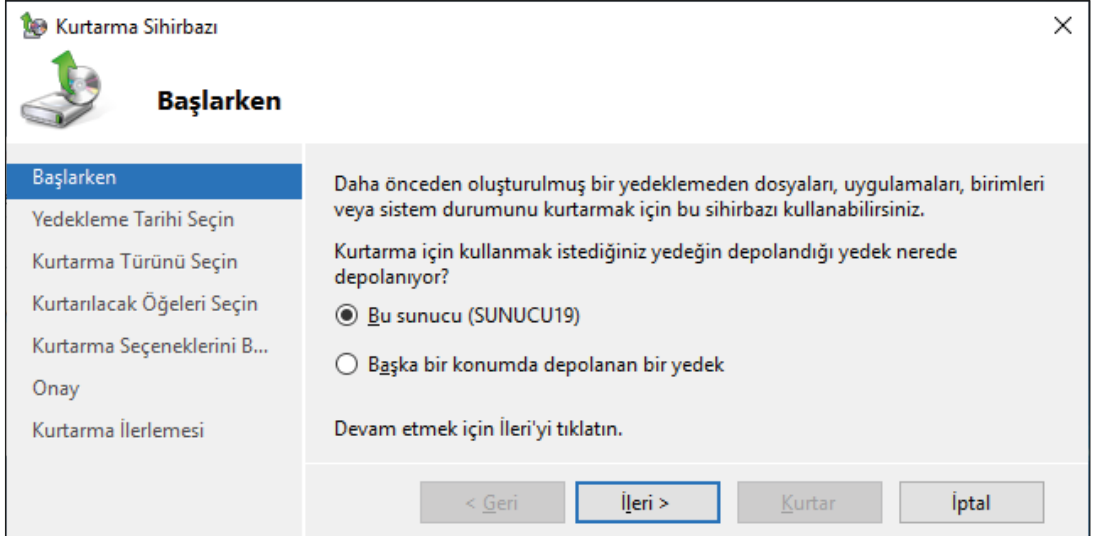 Kurtarma Sihirbazı
Başlarken
Başlarken
Yedekleme Tarihi Seçin
Kurtarma Türünü Seçin
Kurtarılacak Öğeleri Seçin
Kurtarma Seçeneklerini B...
Onay
Kurtarma İlerlemesi
Daha önceden oluşturulmuş bir yedeklemeden dosyaları, uygulamaları, birimleri
veya sistem durumunu kurtarmak için bu sihirbazı kullanabilirsiniz.
Kurtarma için kullanmak istediğiniz yedeğin depolandığı yedek nerede
depolanıyor?
Bu sunucu (SUNUCU19)
Başka bir konumda depolanan bir yedek
Devam etmek için İleri'yi tıklatın.
< Geri
İleri >
Kurtar
İptal